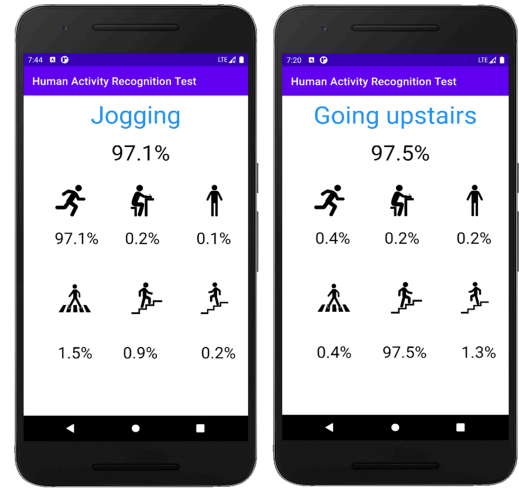 7:44
LTE
Human Activity Recognition Test
Jogging
97.1%
97.1% 0.2% 0.1%
1.5% 0.9% 0.2%
7:20
LTE
Human Activity Recognition Test
Going upstairs
97.5%
0.4% 0.2% 0.2%
0.4% 97.5% 1.3%